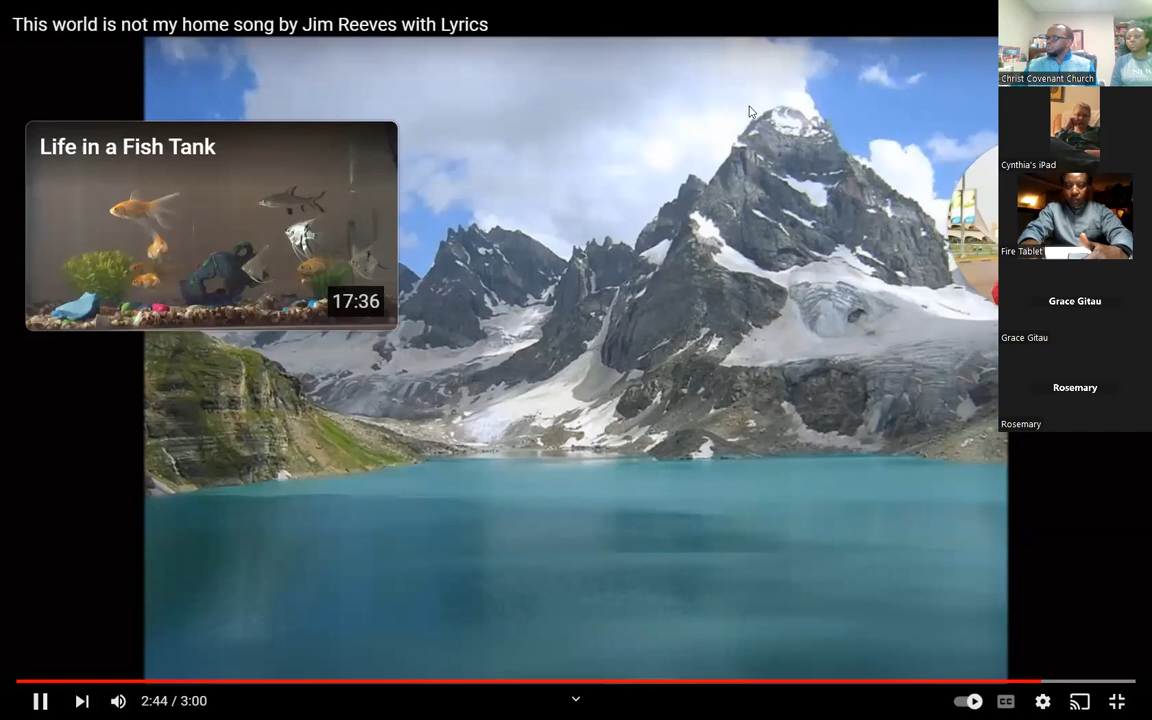 This world is not my home song by Jim Reeves with Lyrics
Life in a Fish Tank
17:36
Christ Covenant Church
Cynthia's iPad
Fire Tablet
Grace Gitau
Grace Gitau
Rosemary
Rosemary
2:44 / 3:00
CC